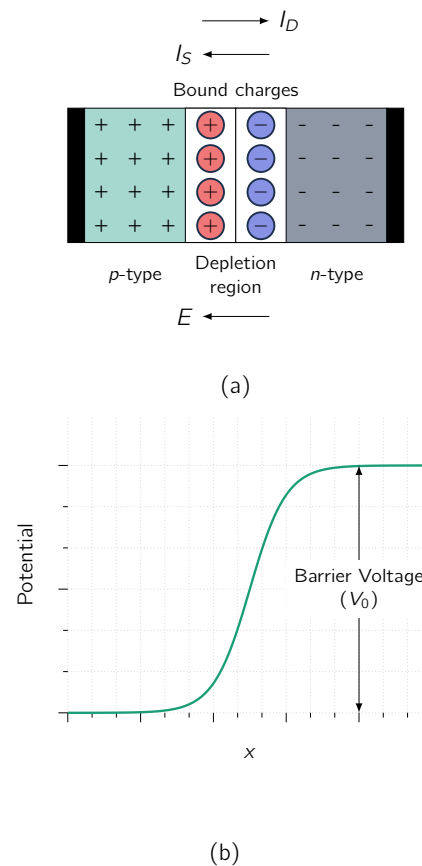 I_D
I_S
Bound charges
+ + + + − - - -
+ + + + − - - -
+ + + + − - - -
+ + + + − - - -
p-type
Depletion
region
n-type
E
(a)
Potential
Barrier Voltage
(V_0)
x
(b)